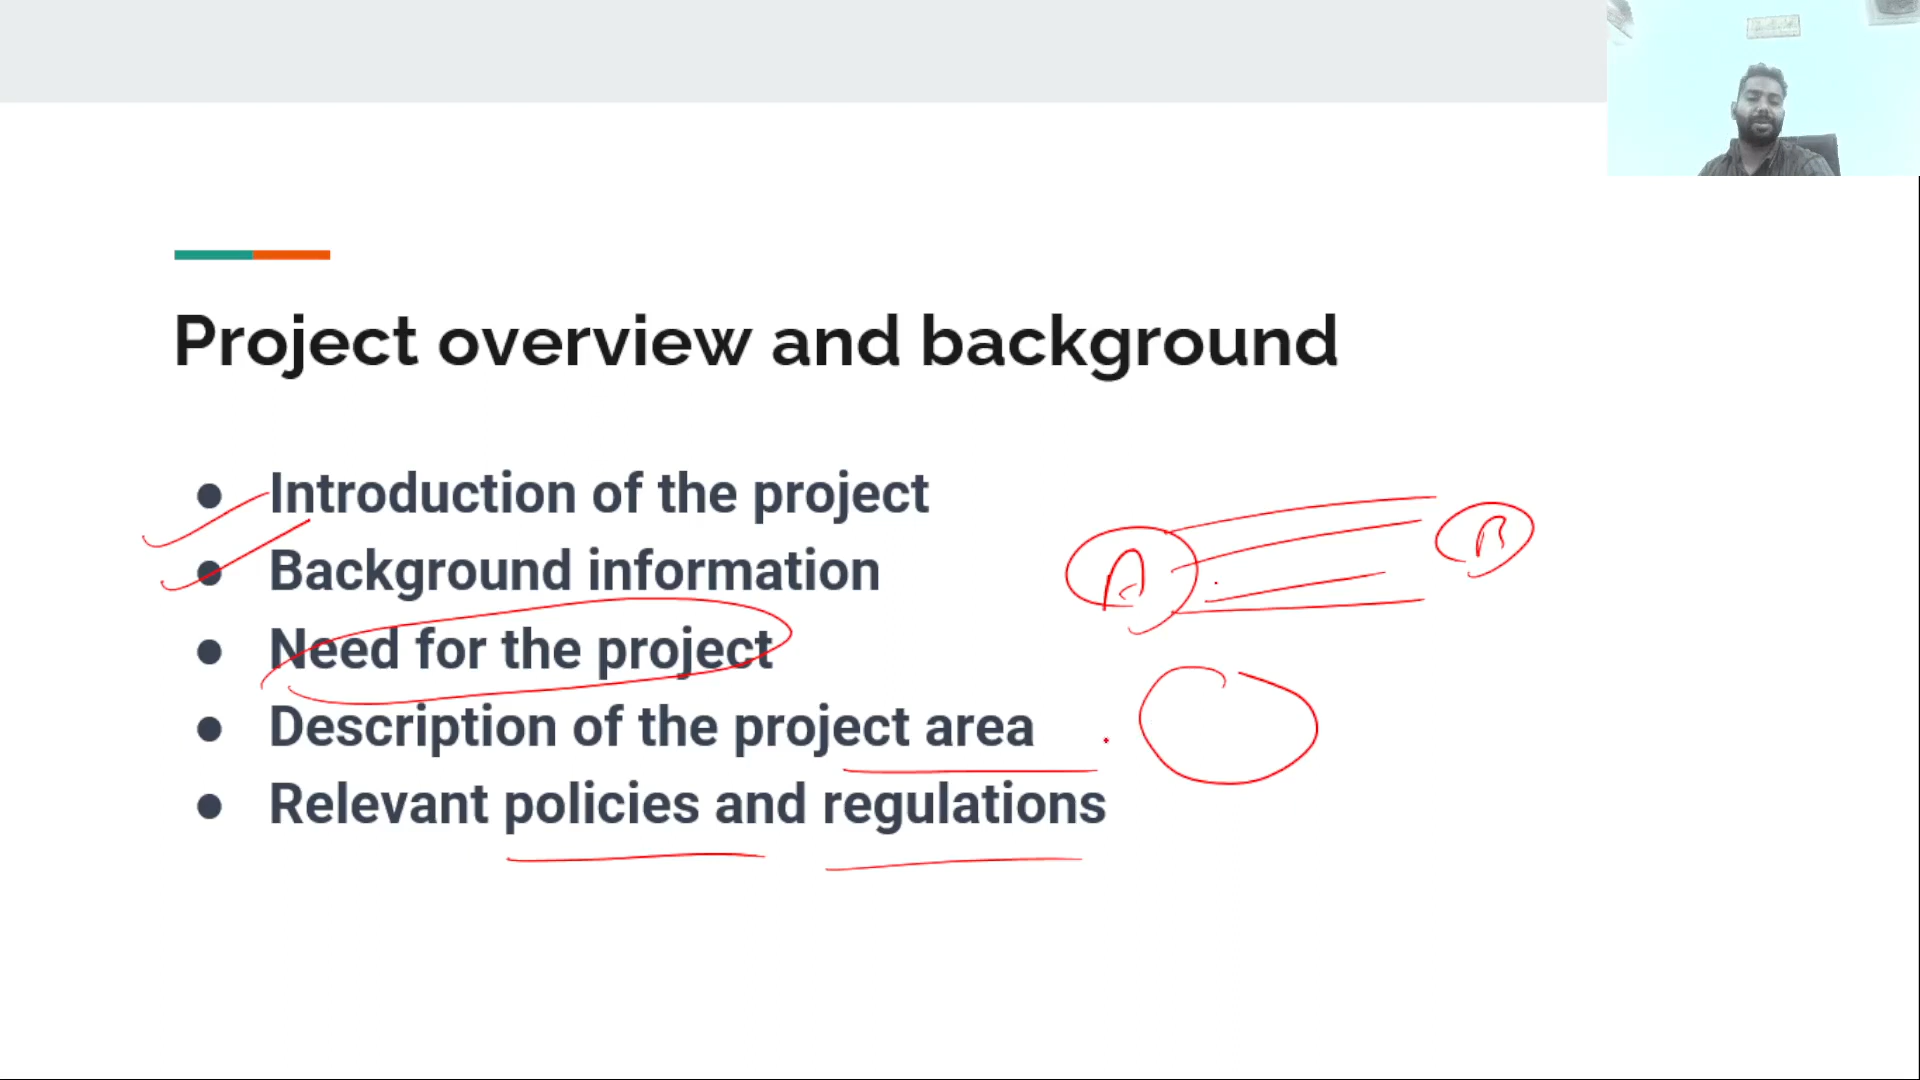 Project overview and background
● Introduction of the project
● Background information
● Need for the project
● Description of the project area
● Relevant policies and regulations
A
B